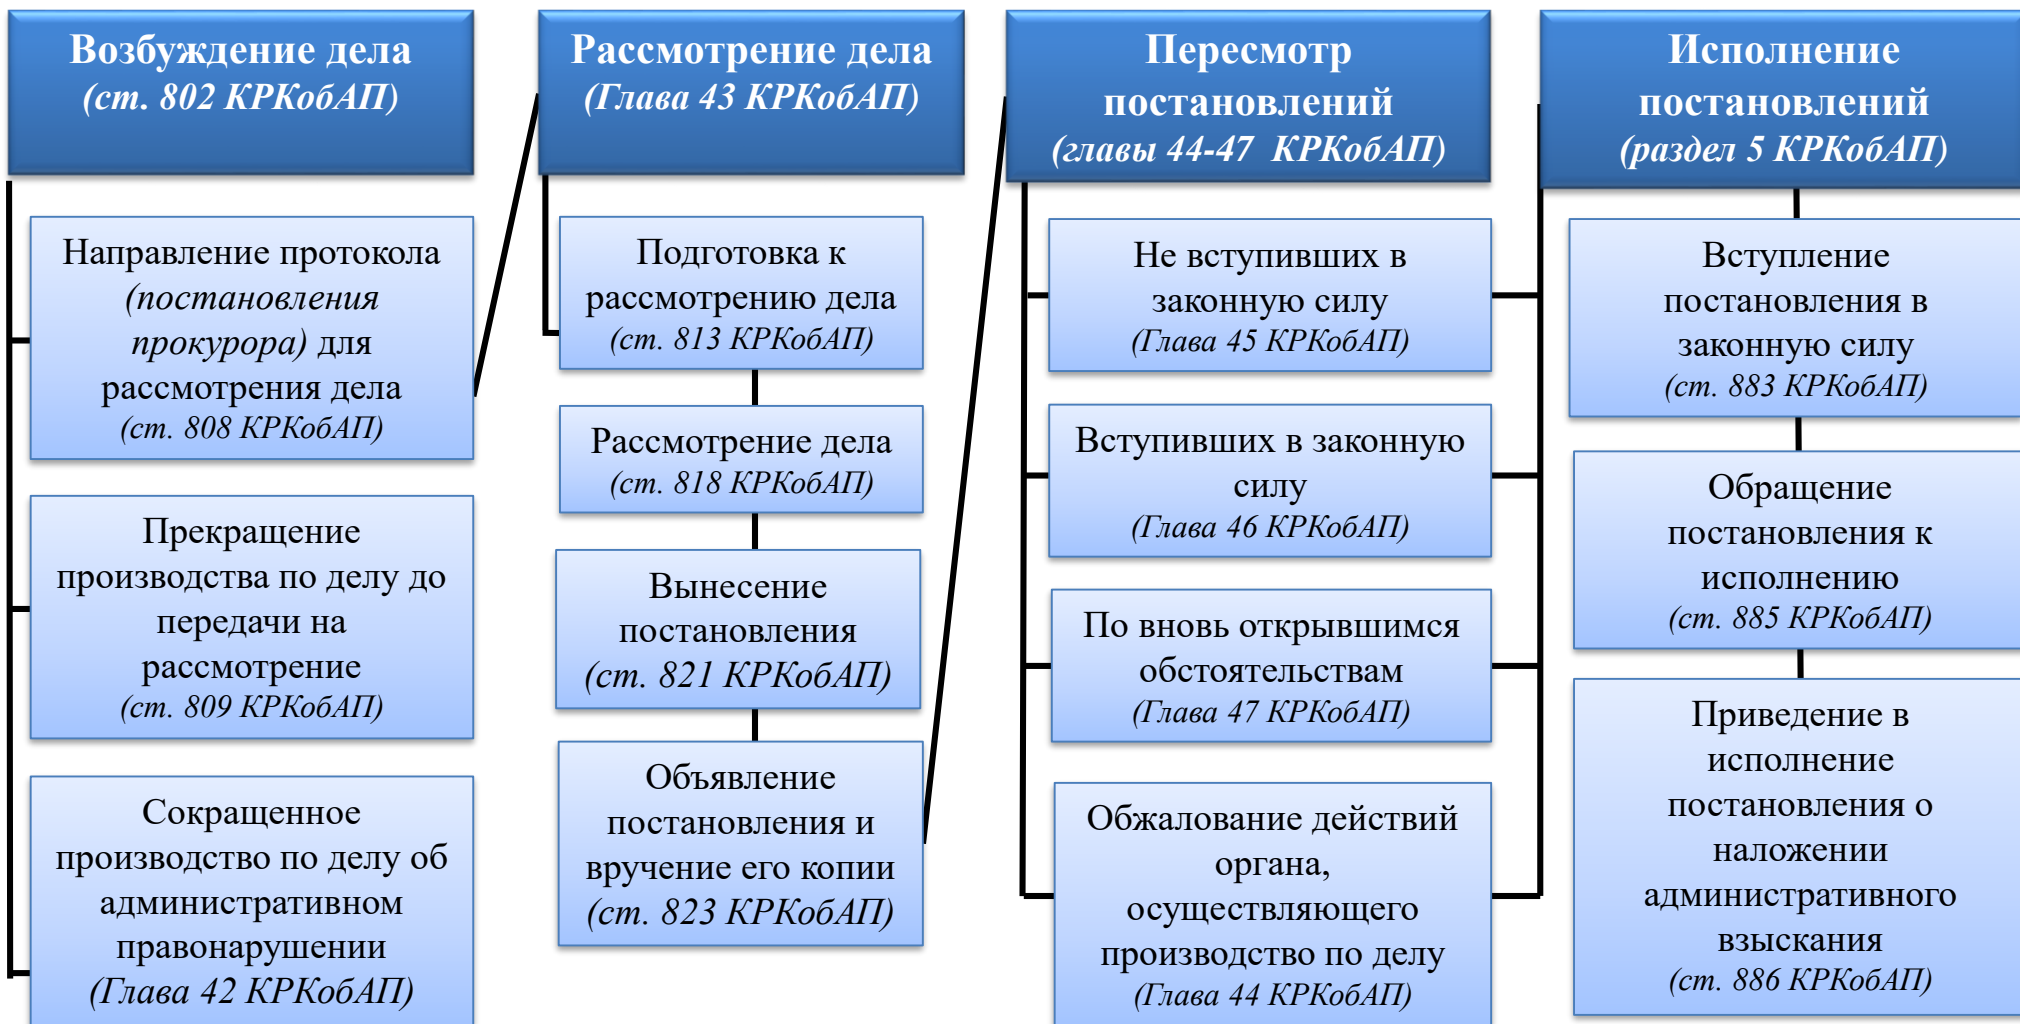 Возбуждение дела
(ст. 802 КРКобАП)
Направление протокола
(постановления
прокурора) для
рассмотрения дела
(ст. 808 КРКобАП)
Прекращение
производства по делу до
передачи на
рассмотрение
(ст. 809 КРКобАП)
Сокращенное
производство по делу об
административном
правонарушении
(Глава 42 КРКобАП)
Рассмотрение дела
(Глава 43 КРКобАП)
Подготовка к
рассмотрению дела
(ст. 813 КРКобАП)
Рассмотрение дела
(ст. 818 КРКобАП)
Вынесение
постановления
(ст. 821 КРКобАП)
Объявление
постановления и
вручение его копии
(ст. 823 КРКобАП)
Пересмотр
постановлений
(главы 44-47 КРКобАП)
Не вступивших в
законную силу
(Глава 45 КРКобАП)
Вступивших в законную
силу
(Глава 46 КРКобАП)
По вновь открывшимся
обстоятельствам
(Глава 47 КРКобАП)
Обжалование действий
органа,
осуществляющего
производство по делу
(Глава 44 КРКобАП)
Исполнение
постановлений
(раздел 5 КРКобАП)
Вступление
постановления в
законную силу
(ст. 883 КРКобАП)
Обращение
постановления к
исполнению
(ст. 885 КРКобАП)
Приведение в
исполнение
постановления о
наложении
административного
взыскания
(ст. 886 КРКобАП)